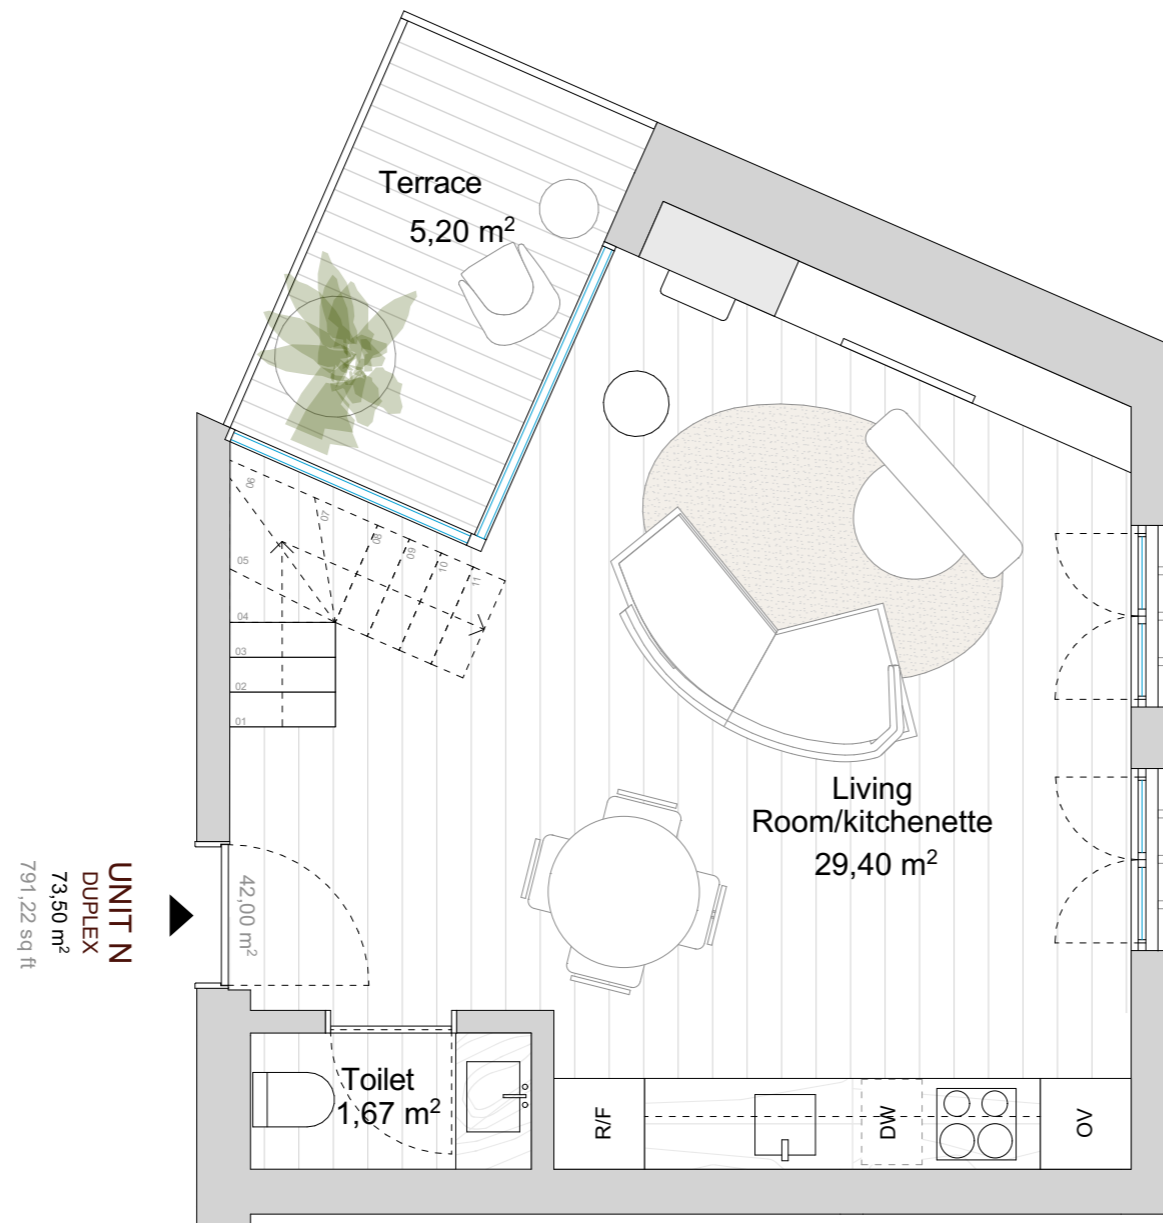 Terrace
5,20 m²
06
07
08
09
10
11
05
04
03
02
01
Living
Room/kitchenette
29,40 m²
UNIT N
DUPLEX
73,50 m²
791,22 sq ft
42,00 m²
Toilet
1,67 m²
R/F
DW
OV